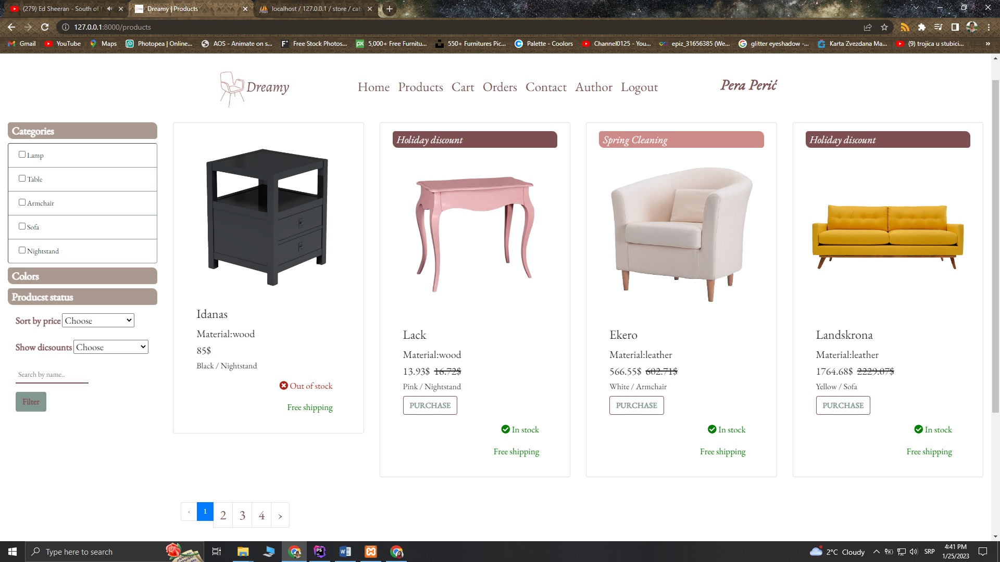 (279) Ed Sheeran - South of
Dreamy | Products
localhost / 127.0.0.1 / store / cat
127.0.0.1:8000/products
Gmail
YouTube
Maps
Photopea | Online...
AOS - Animate on s...
Free Stock Photos...
5,000+ Free Furnitu...
550+ Furnitures Pic...
Palette - Coolors
Channel0125 - You...
epiz_31656385 (We...
glitter eyeshadow -...
Karta Zvezdana Ma...
(9) trojica u stubici...
»
Dreamy
Home Products Cart Orders Contact Author Logout
Pera Perić
Categories
Lamp
Table
Armchair
Sofa
Nightstand
Colors
Producst status
Sort by price Choose
Show dicsounts Choose
Search by name..
Filter
Idanas
Material:wood
85$
Black / Nightstand
Out of stock
Free shipping
Holiday discount
Lack
Material:wood
13.93$ 16.72$
Pink / Nightstand
PURCHASE
In stock
Free shipping
Spring Cleaning
Ekero
Material:leather
566.55$ 602.71$
White / Armchair
PURCHASE
In stock
Free shipping
Holiday discount
Landskrona
Material:leather
1764.68$ 2229.07$
Yellow / Sofa
PURCHASE
In stock
Free shipping
‹ 1 2 3 4 ›
Type here to search
2°C Cloudy
SRP
4:41 PM
1/25/2023